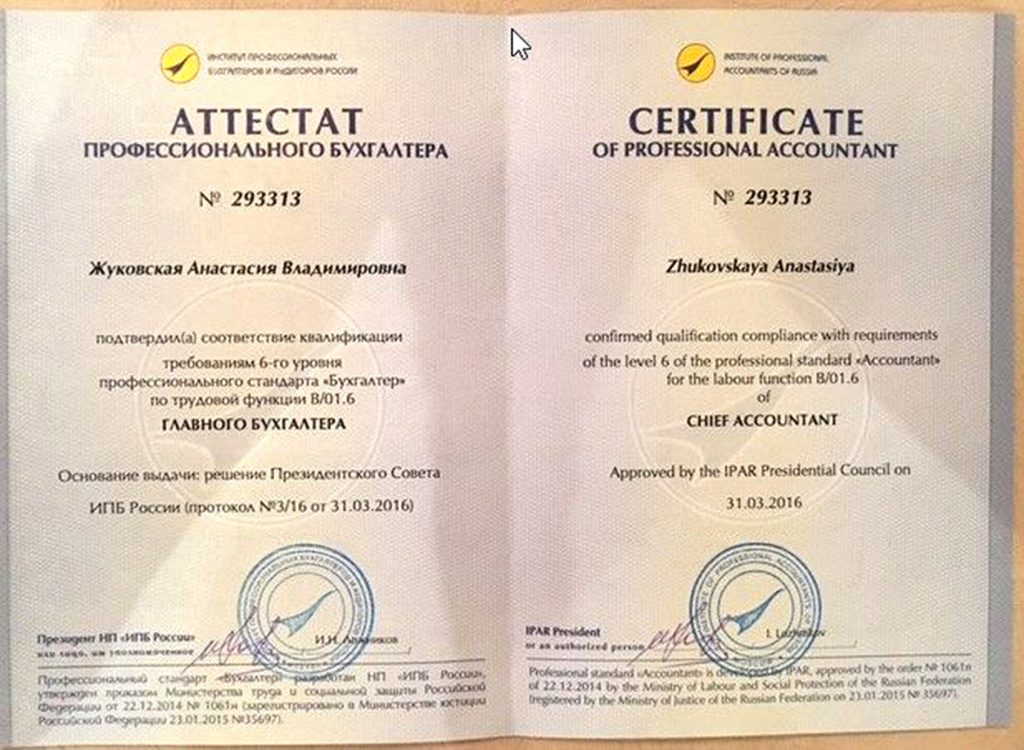 ИНСТИТУТ ПРОФЕССИОНАЛЬНЫХ
БУХГАЛТЕРОВ И АУДИТОРОВ РОССИИ
АТТЕСТАТ
ПРОФЕССИОНАЛЬНОГО БУХГАЛТЕРА
№ 293313
Жуковская Анастасия Владимировна
подтвердил(а) соответствие квалификации
требованиям 6-го уровня
профессионального стандарта «Бухгалтер»
по трудовой функции В/01.6
ГЛАВНОГО БУХГАЛТЕРА
Основание выдачи: решение Президентского Совета
ИПБ России (протокол №3/16 от 31.03.2016)
Президент НП «ИПБ России»
или лицо, им уполномоченное
Профессиональный стандарт «Бухгалтер» разработан НП «ИПБ России»,
утвержден приказом Министерства труда и социальной защиты Российской
Федерации от 22.12.2014 № 1061н (зарегистрировано в Министерстве юстиции
Российской Федерации 23.01.2015 №35697).
INSTITUTE OF PROFESSIONAL
ACCOUNTANTS OF RUSSIA
CERTIFICATE
OF PROFESSIONAL ACCOUNTANT
№ 293313
Zhukovskaya Anastasiya
confirmed qualification compliance with requirements
of the level 6 of the professional standard «Accountant»
for the labour function B/01.6
of
CHIEF ACCOUNTANT
Approved by the IPAR Presidential Council on
31.03.2016
IPAR President
or an authorized person
Professional standard «Accountant» is developed by IPAR, approved by the order № 1061n
of 22.12.2014 by the Ministry of Labour and Social Protection of the Russian Federation
(registered by the Ministry of Justice of the Russian Federation on 23.01.2015 № 35697).